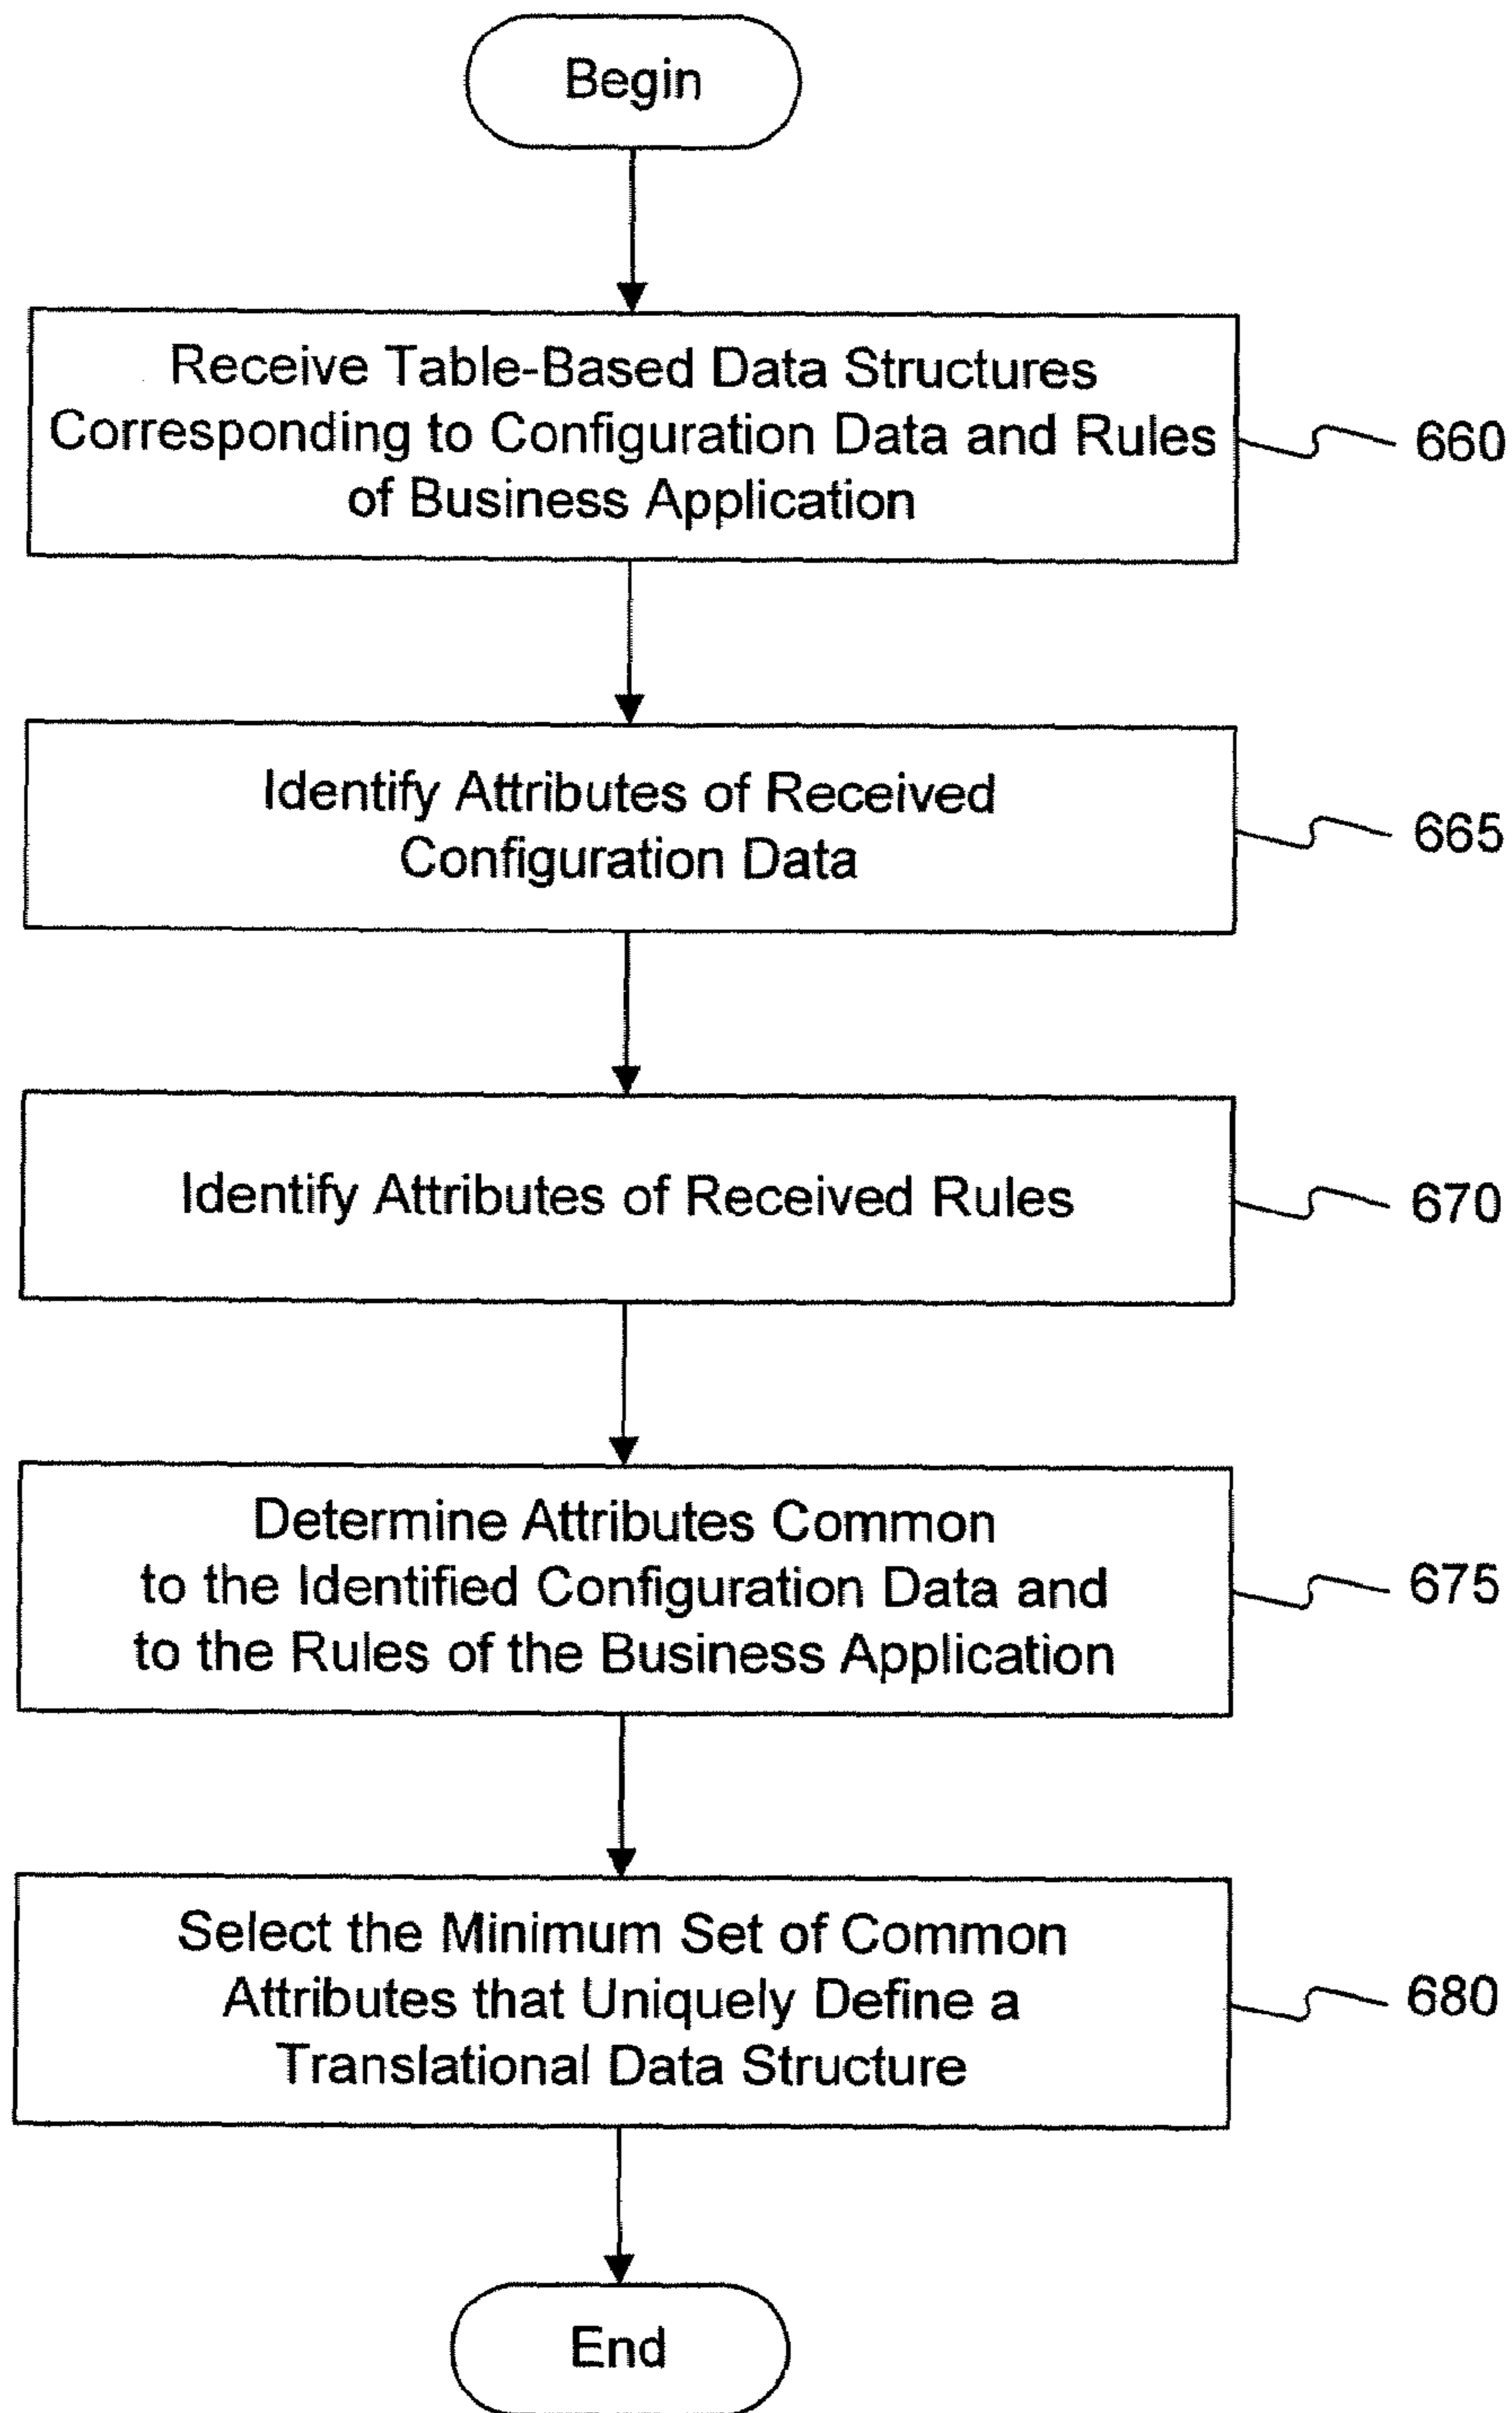 Begin
Receive Table-Based Data Structures
Corresponding to Configuration Data and Rules
of Business Application
660
Identify Attributes of Received
Configuration Data
665
Identify Attributes of Received Rules
670
Determine Attributes Common
to the Identified Configuration Data and
to the Rules of the Business Application
675
Select the Minimum Set of Common
Attributes that Uniquely Define a
Translational Data Structure
680
End